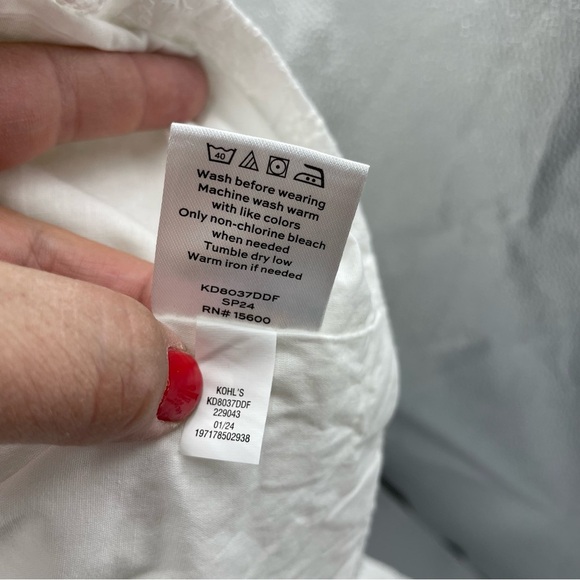 40
Wash before wearing
Machine wash warm
with like colors
Only non-chlorine bleach
when needed
Tumble dry low
Warm iron if needed
KD8037DDF
SP24
RN# 15600
KOHL'S
KD8037DDF
229043
01/24
197178502938